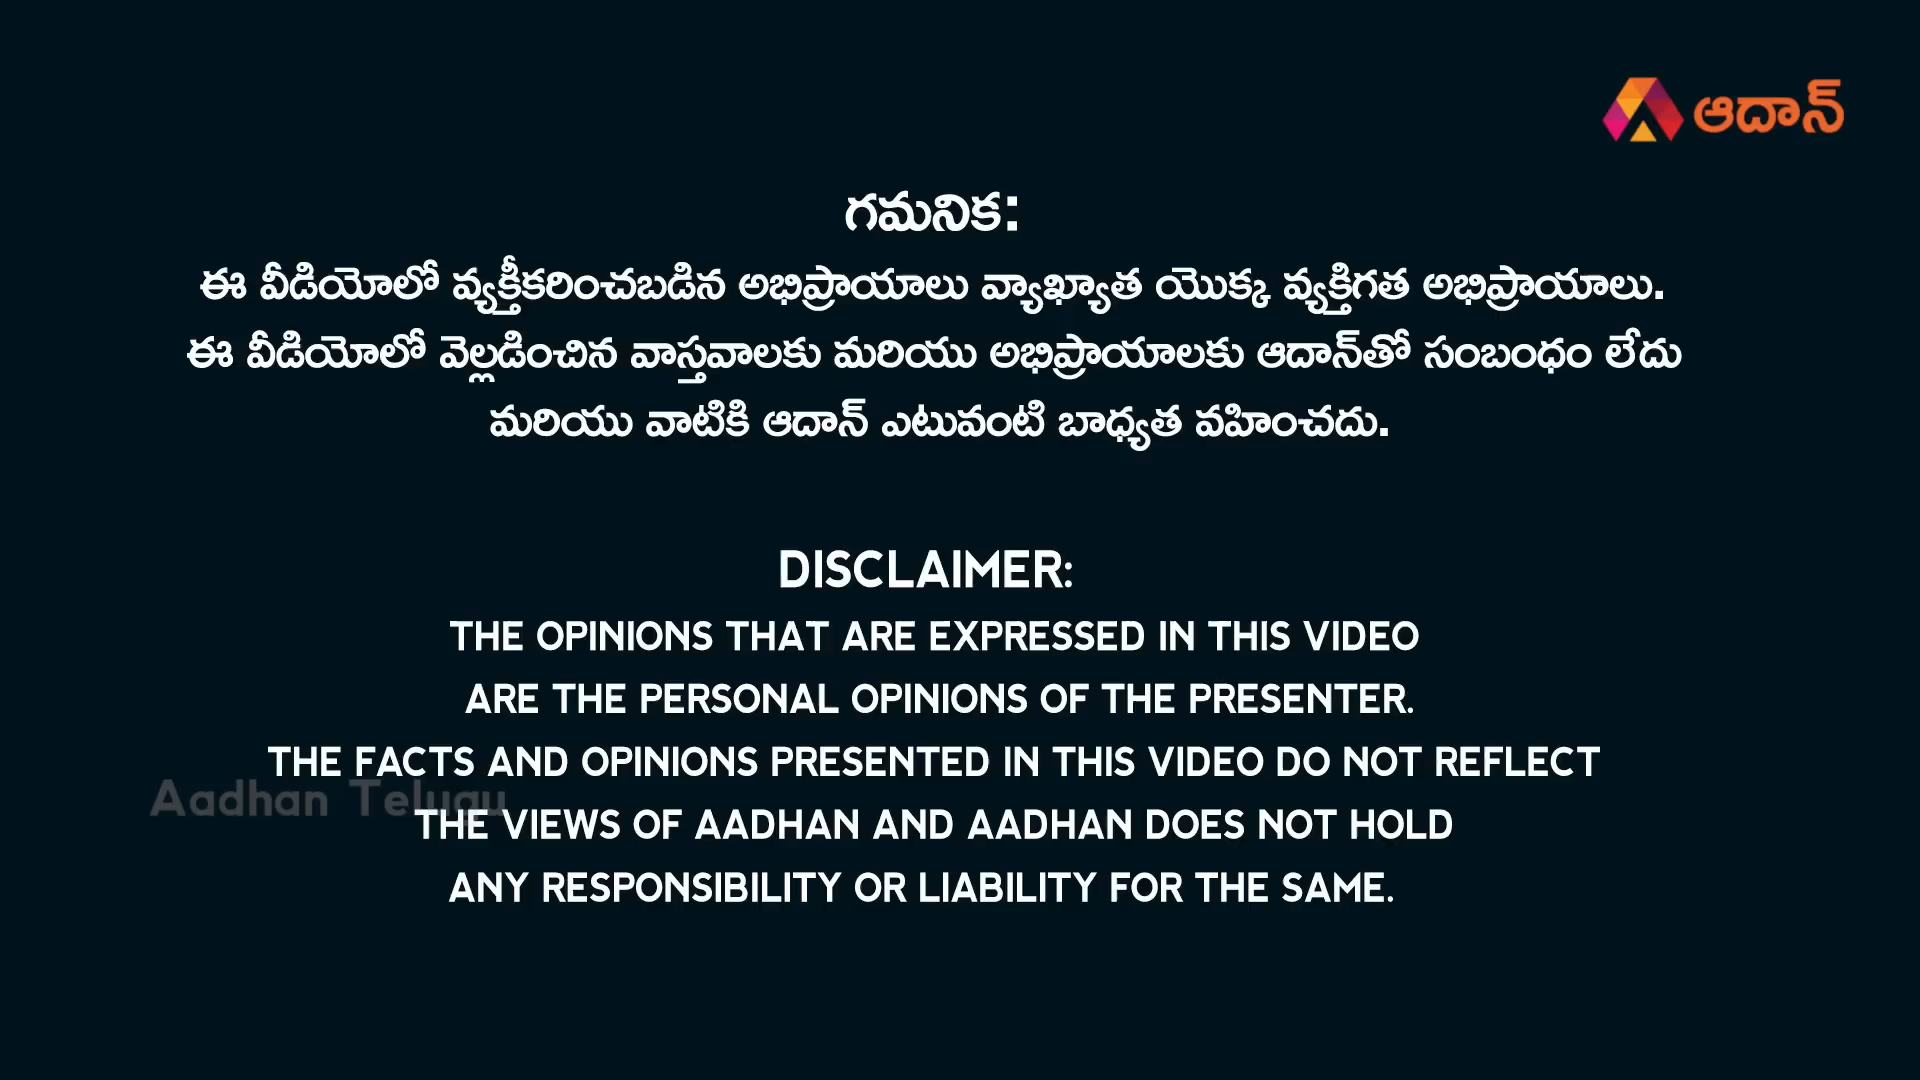 ఆదాన్
గమనిక:
ఈ వీడియోలో వ్యక్తీకరించబడిన అభిప్రాయాలు వ్యాఖ్యాత యొక్క వ్యక్తిగత అభిప్రాయాలు.
ఈ వీడియోలో వెల్లడించిన వాస్తవాలకు మరియు అభిప్రాయాలకు ఆదాన్‌తో సంబంధం లేదు
మరియు వాటికి ఆదాన్ ఎటువంటి బాధ్యత వహించదు.
DISCLAIMER:
THE OPINIONS THAT ARE EXPRESSED IN THIS VIDEO
ARE THE PERSONAL OPINIONS OF THE PRESENTER.
THE FACTS AND OPINIONS PRESENTED IN THIS VIDEO DO NOT REFLECT
Aadhan Telugu
THE VIEWS OF AADHAN AND AADHAN DOES NOT HOLD
ANY RESPONSIBILITY OR LIABILITY FOR THE SAME.